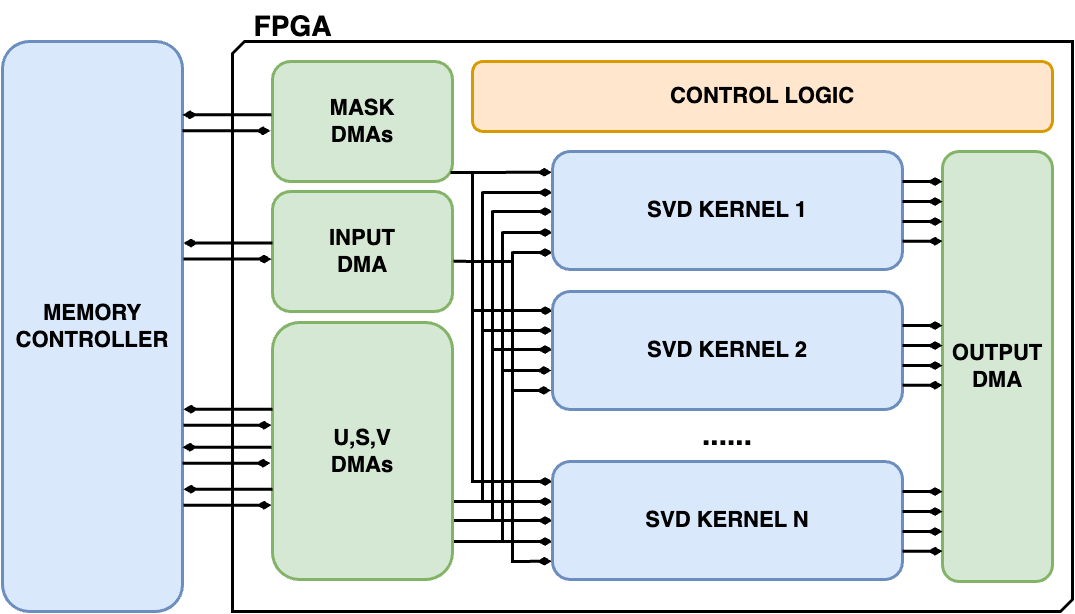 FPGA
MEMORY
CONTROLLER
MASK
DMAs
INPUT
DMA
U,S,V
DMAs
CONTROL LOGIC
SVD KERNEL 1
SVD KERNEL 2
......
SVD KERNEL N
OUTPUT
DMA